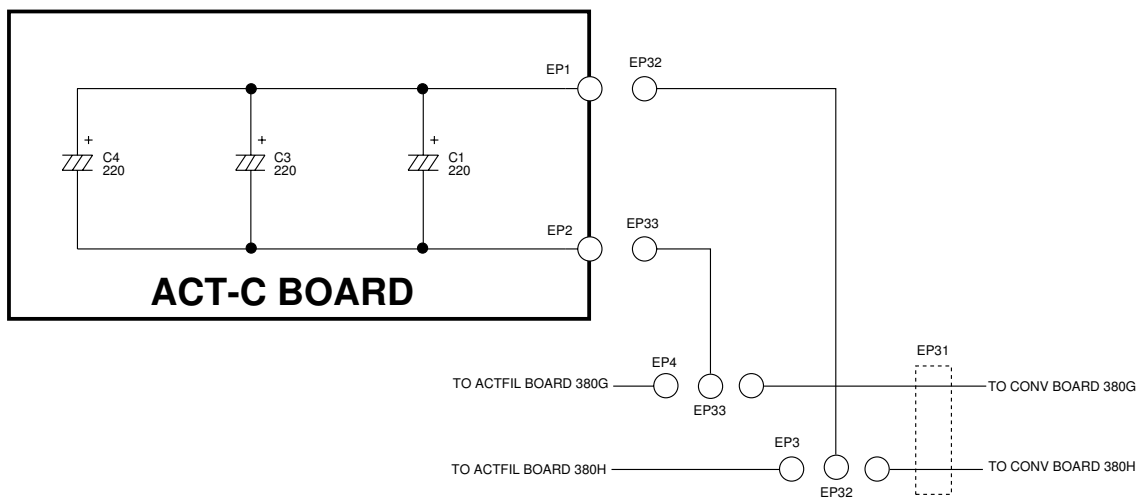 EP1
EP32
+
C4
220
+
C3
220
+
C1
220
EP2
EP33
ACT-C BOARD
EP31
EP4
TO ACTFIL BOARD 380G
EP33
TO CONV BOARD 380G
EP3
TO ACTFIL BOARD 380H
EP32
TO CONV BOARD 380H